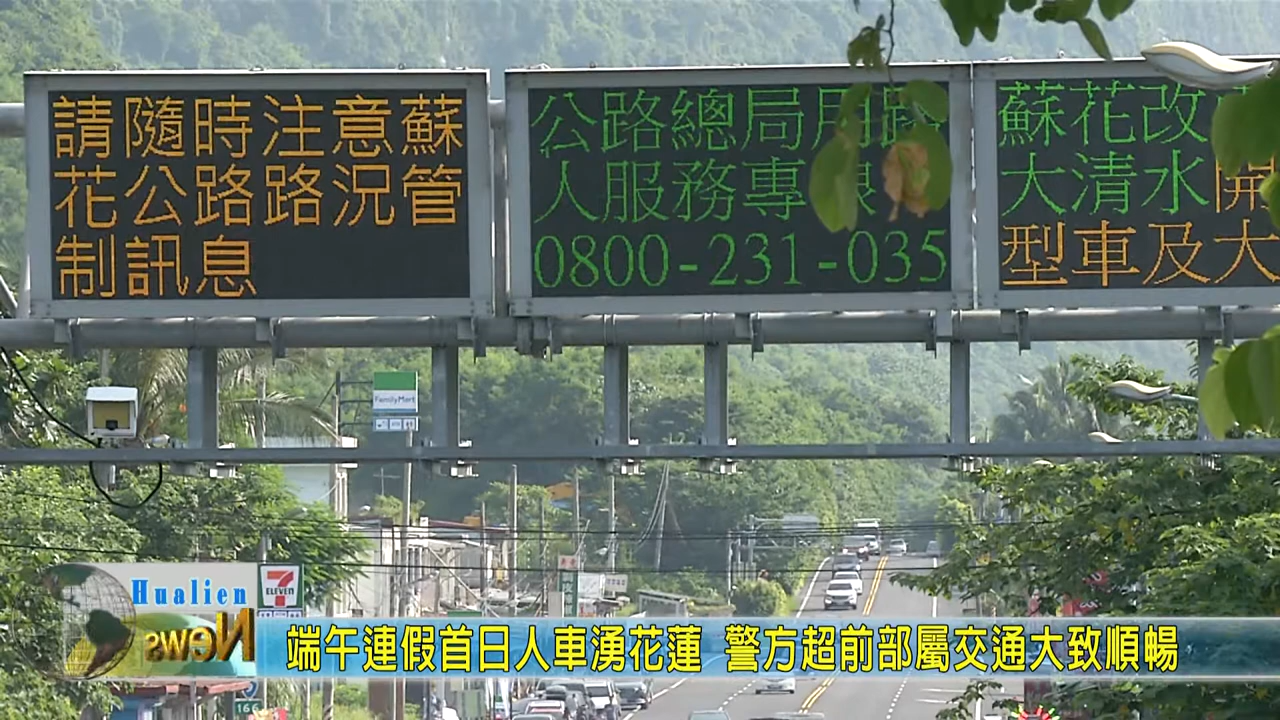 請隨時注意蘇
花公路路況管
制訊息
公路總局用路
人服務專線
0800-231-035
蘇花改
大清水開
型車及大
FamilyMart
7
ELEVEN
Hualien
News
端午連假首日人車湧花蓮 警方超前部屬交通大致順暢
166